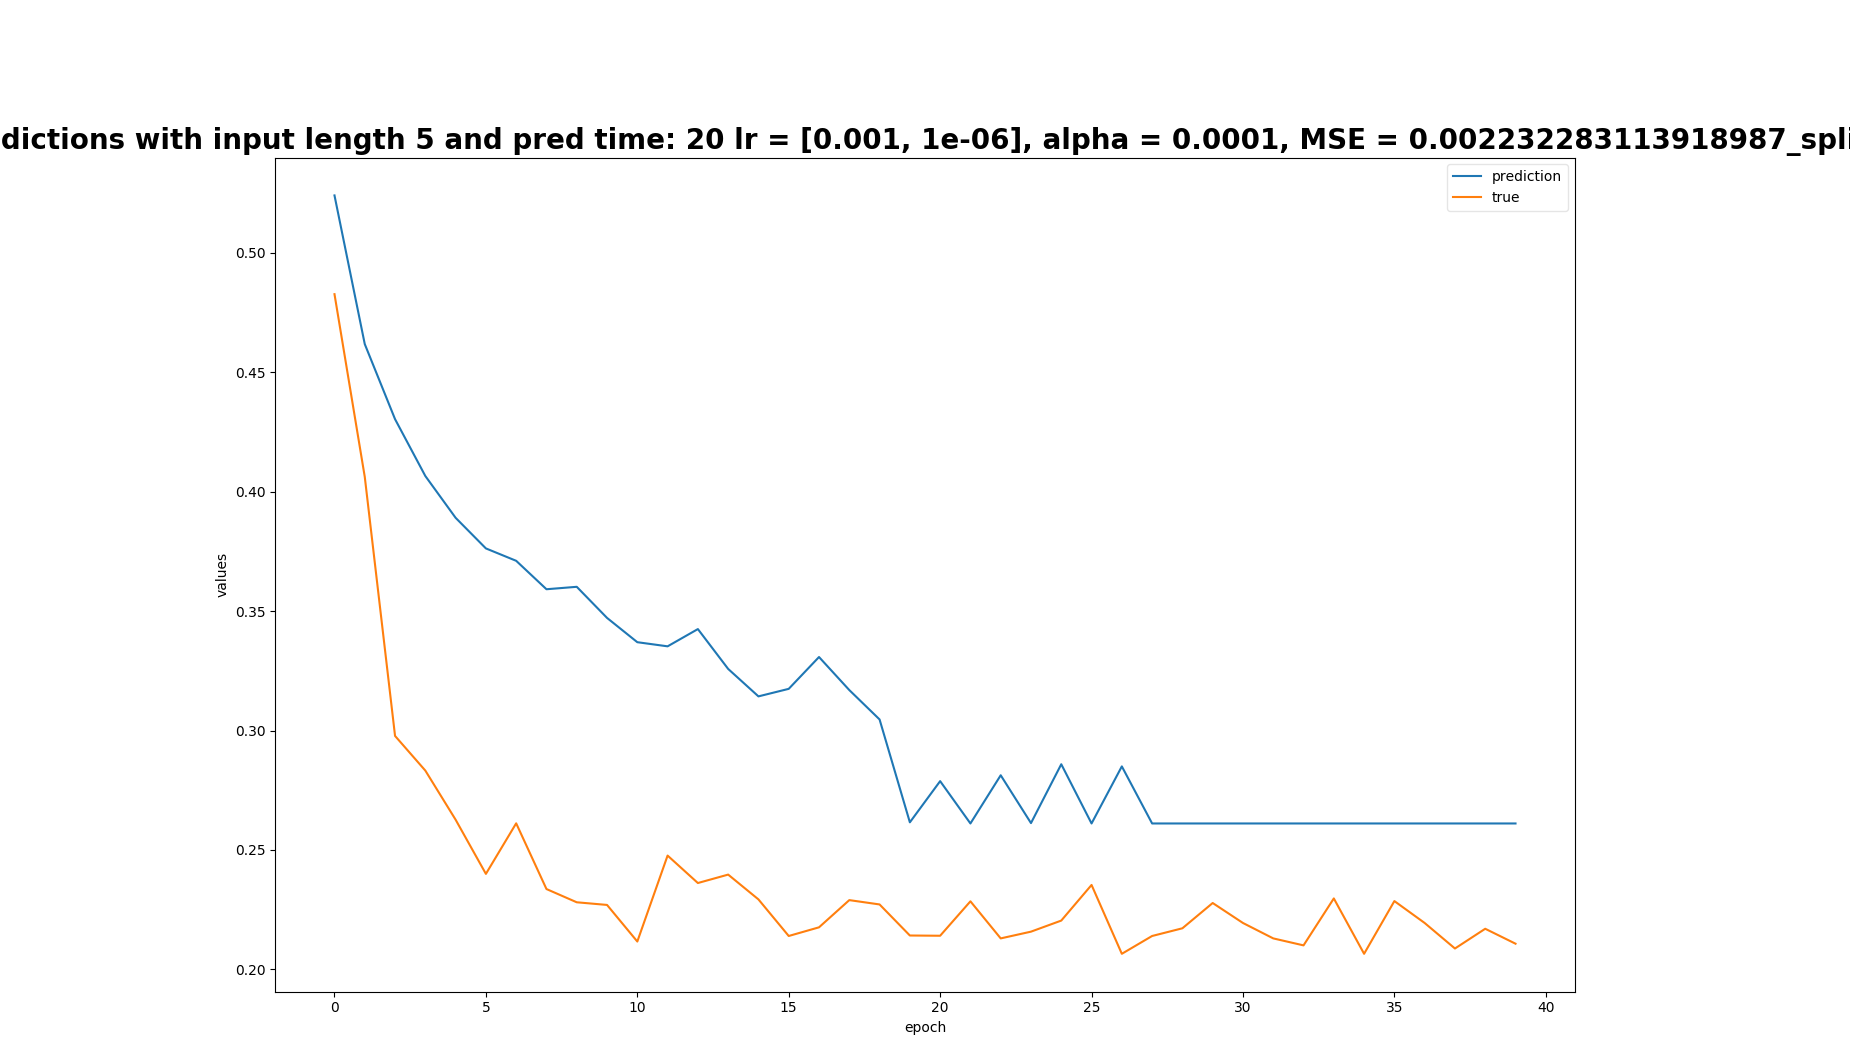 dictions with input length 5 and pred time: 20 lr = [0.001, 1e-06], alpha = 0.0001, MSE = 0.002232283113918987_spli
prediction
true
0.50
0.45
0.40
0.35
0.30
0.25
0.20
values
0 5 10 15 20 25 30 35 40
epoch